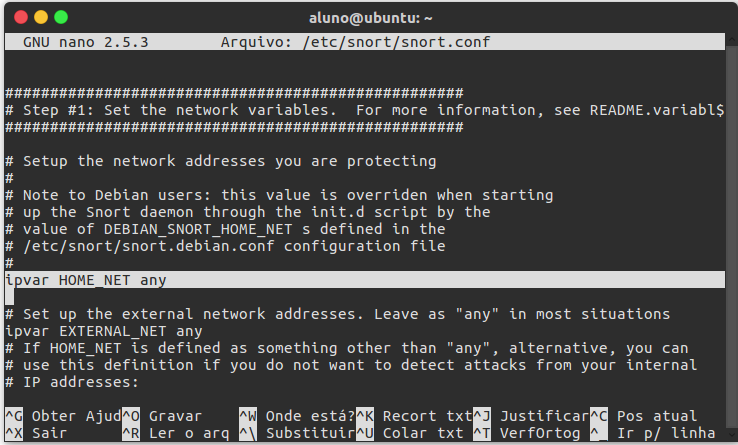 aluno@ubuntu: ~
GNU nano 2.5.3 Arquivo: /etc/snort/snort.conf
###################################################
# Step #1: Set the network variables.  For more information, see README.variabl$
###################################################
# Setup the network addresses you are protecting
#
# Note to Debian users: this value is overriden when starting
# up the Snort daemon through the init.d script by the
# value of DEBIAN_SNORT_HOME_NET s defined in the
# /etc/snort/snort.debian.conf configuration file
#
ipvar HOME_NET any
# Set up the external network addresses. Leave as "any" in most situations
ipvar EXTERNAL_NET any
# If HOME_NET is defined as something other than "any", alternative, you can
# use this definition if you do not want to detect attacks from your internal
# IP addresses:
^G Obter Ajud^O Gravar ^W Onde está?^K Recort txt^J Justificar^C Pos atual
^X Sair ^R Ler o arq ^\ Substituir^U Colar txt ^T VerfOrtog ^_ Ir p/ linha